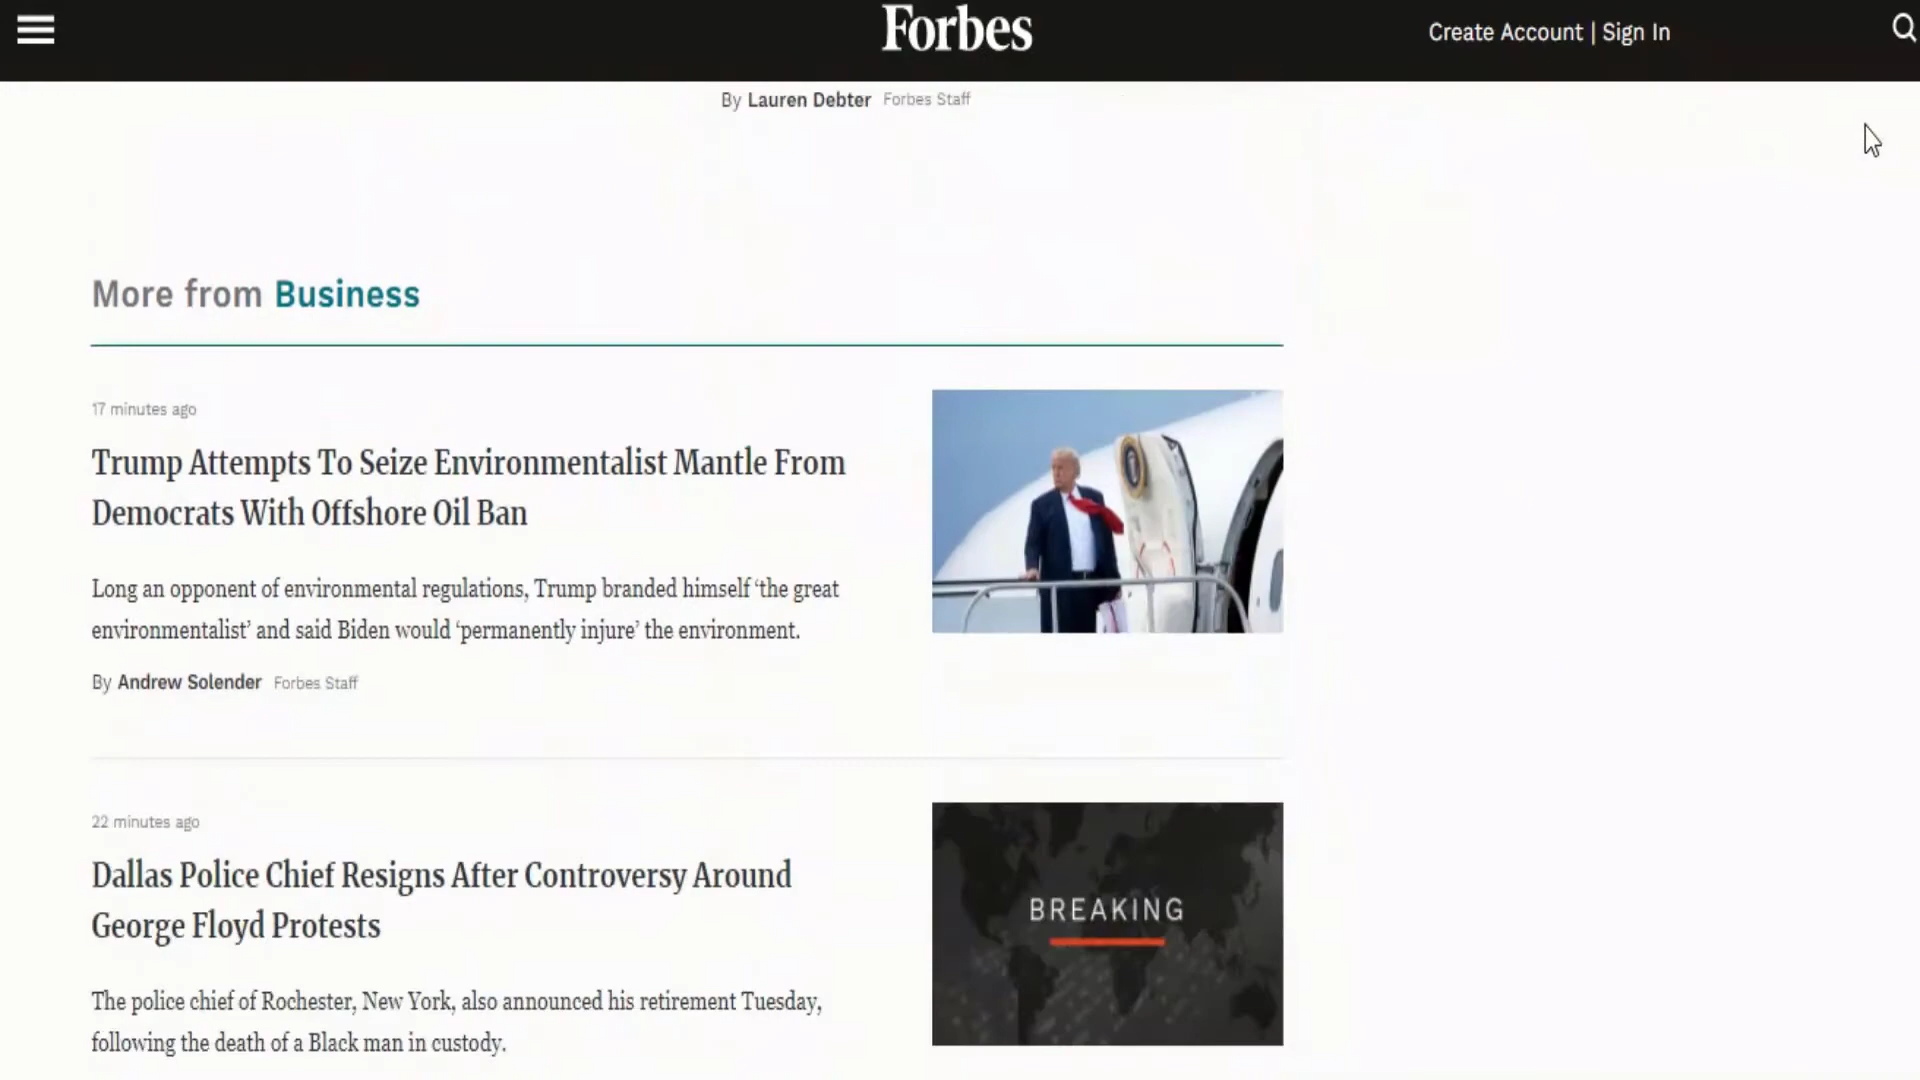 Forbes
Create Account | Sign In
By Lauren Debter Forbes Staff
More from Business
17 minutes ago
Trump Attempts To Seize Environmentalist Mantle From
Democrats With Offshore Oil Ban
Long an opponent of environmental regulations, Trump branded himself ‘the great
environmentalist’ and said Biden would ‘permanently injure’ the environment.
By Andrew Solender Forbes Staff
22 minutes ago
Dallas Police Chief Resigns After Controversy Around
George Floyd Protests
BREAKING
The police chief of Rochester, New York, also announced his retirement Tuesday,
following the death of a Black man in custody.